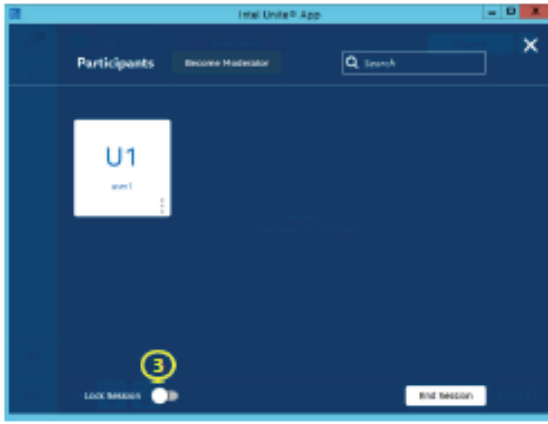 Intel Unite® App
Participants
Become Moderator
Search
U1
user1
3
Lock Session
End Session